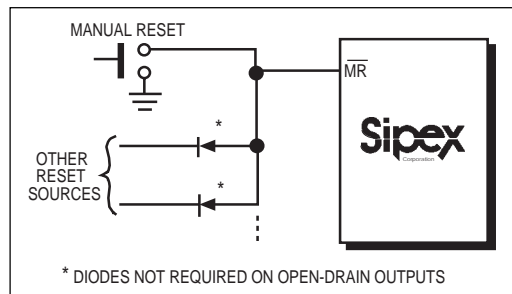 MANUAL RESET
MR
Sipex
Corporation
*
OTHER
RESET
SOURCES
*
* DIODES NOT REQUIRED ON OPEN-DRAIN OUTPUTS